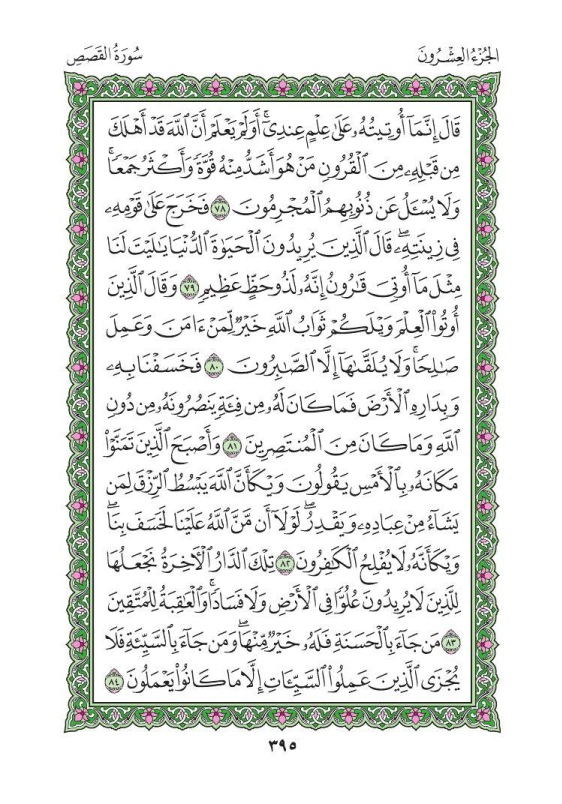 الجُزْءُ العِشْرُونَ
سُورَةُ القَصَصِ
قَالَ إِنَّمَآ أُوتِيتُهُۥ عَلَىٰ عِلْمٍ عِندِىٓۚ أَوَلَمْ يَعْلَمْ أَنَّ ٱللَّهَ قَدْ أَهْلَكَ
مِن قَبْلِهِۦ مِنَ ٱلْقُرُونِ مَنْ هُوَ أَشَدُّ مِنْهُ قُوَّةً وَأَكْثَرُ جَمْعًاۚ
وَلَا يُسْـَٔلُ عَن ذُنُوبِهِمُ ٱلْمُجْرِمُونَ ٧٨ فَخَرَجَ عَلَىٰ قَوْمِهِۦ
فِى زِينَتِهِۦۖ قَالَ ٱلَّذِينَ يُرِيدُونَ ٱلْحَيَوٰةَ ٱلدُّنْيَا يَـٰلَيْتَ لَنَا
مِثْلَ مَآ أُوتِىَ قَـٰرُونُ إِنَّهُۥ لَذُو حَظٍّ عَظِيمٍ ٧٩ وَقَالَ ٱلَّذِينَ
أُوتُوا۟ ٱلْعِلْمَ وَيْلَكُمْ ثَوَابُ ٱللَّهِ خَيْرٌ لِّمَنْ ءَامَنَ وَعَمِلَ
صَـٰلِحًاۚ وَلَا يُلَقَّىٰهَآ إِلَّا ٱلصَّـٰبِرُونَ ٨٠ فَخَسَفْنَا بِهِۦ
وَبِدَارِهِ ٱلْأَرْضَ فَمَا كَانَ لَهُۥ مِن فِئَةٍ يَنصُرُونَهُۥ مِن دُونِ
ٱللَّهِ وَمَا كَانَ مِنَ ٱلْمُنتَصِرِينَ ٨١ وَأَصْبَحَ ٱلَّذِينَ تَمَنَّوْا۟
مَكَانَهُۥ بِٱلْأَمْسِ يَقُولُونَ وَيْكَأَنَّ ٱللَّهَ يَبْسُطُ ٱلرِّزْقَ لِمَن
يَشَآءُ مِنْ عِبَادِهِۦ وَيَقْدِرُۖ لَوْلَآ أَن مَّنَّ ٱللَّهُ عَلَيْنَا لَخَسَفَ بِنَاۖ
وَيْكَأَنَّهُۥ لَا يُفْلِحُ ٱلْكَـٰفِرُونَ ٨٢ تِلْكَ ٱلدَّارُ ٱلْـَٔاخِرَةُ نَجْعَلُهَا
لِلَّذِينَ لَا يُرِيدُونَ عُلُوًّا فِى ٱلْأَرْضِ وَلَا فَسَادًاۚ وَٱلْعَـٰقِبَةُ لِلْمُتَّقِينَ
٨٣ مَن جَآءَ بِٱلْحَسَنَةِ فَلَهُۥ خَيْرٌ مِّنْهَاۖ وَمَن جَآءَ بِٱلسَّيِّئَةِ فَلَا
يُجْزَى ٱلَّذِينَ عَمِلُوا۟ ٱلسَّيِّـَٔاتِ إِلَّا مَا كَانُوا۟ يَعْمَلُونَ ٨٤
٣٩٥